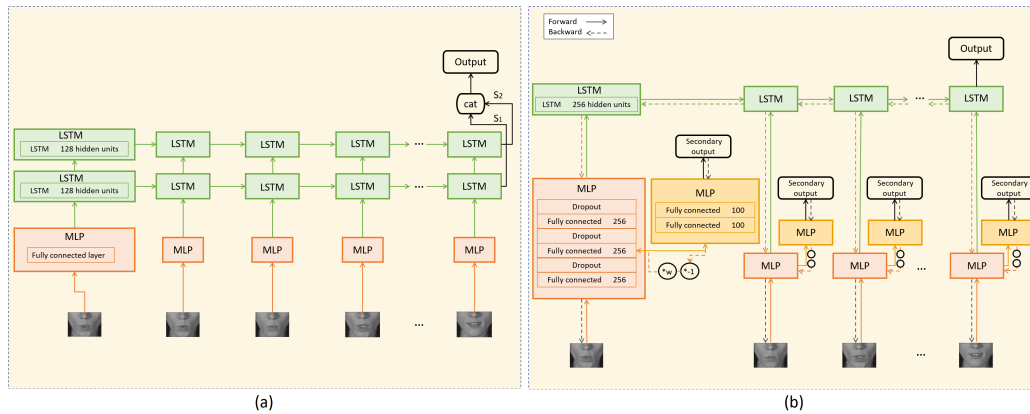 Output
cat
S2
S1
LSTM
LSTM 128 hidden units
LSTM
LSTM
LSTM
...
LSTM
LSTM
LSTM 128 hidden units
LSTM
LSTM
LSTM
...
LSTM
MLP
Fully connected layer
MLP
MLP
MLP
MLP
...
(a)
Forward
Backward
Output
LSTM
LSTM 256 hidden units
LSTM
LSTM
...
LSTM
Secondary
output
MLP
Dropout
Fully connected 256
Dropout
Fully connected 256
Dropout
Fully connected 256
MLP
Fully connected 100
Fully connected 100
*w
*-1
Secondary
output
MLP
MLP
Secondary
output
MLP
MLP
...
Secondary
output
MLP
MLP
...
(b)